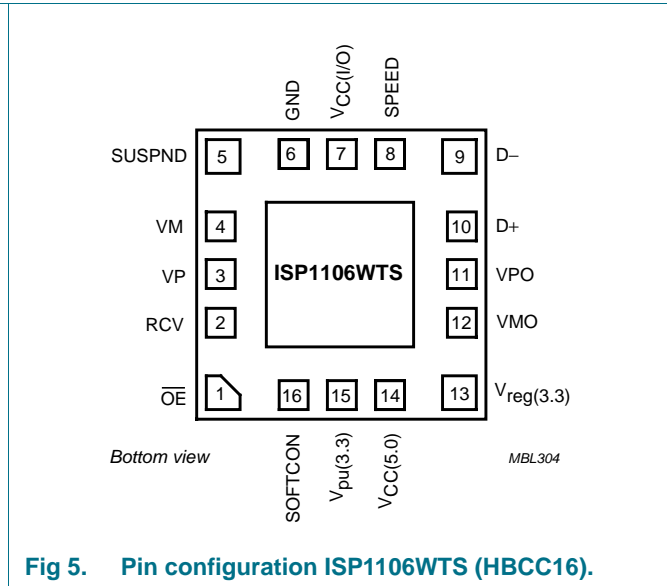 GND
VCC(I/O)
SPEED
SUSPND 5 6 7 8 9 D−
VM 4 10 D+
VP 3 ISP1106WTS 11 VPO
RCV 2 12 VMO
OE 1 16 15 14 13 Vreg(3.3)
Bottom view
SOFTCON
Vpu(3.3)
VCC(5.0)
MBL304
Fig 5. Pin configuration ISP1106WTS (HBCC16).